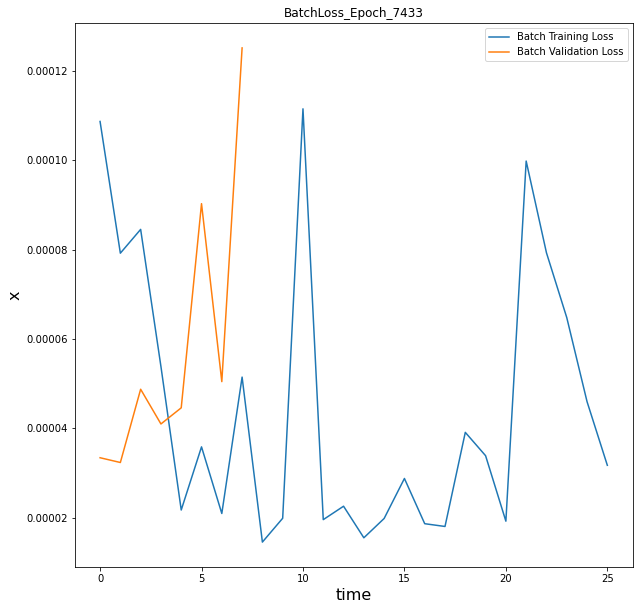 BatchLoss_Epoch_7433
Batch Training Loss
Batch Validation Loss
0.00012
0.00010
0.00008
0.00006
0.00004
0.00002
x
0 5 10 15 20 25
time